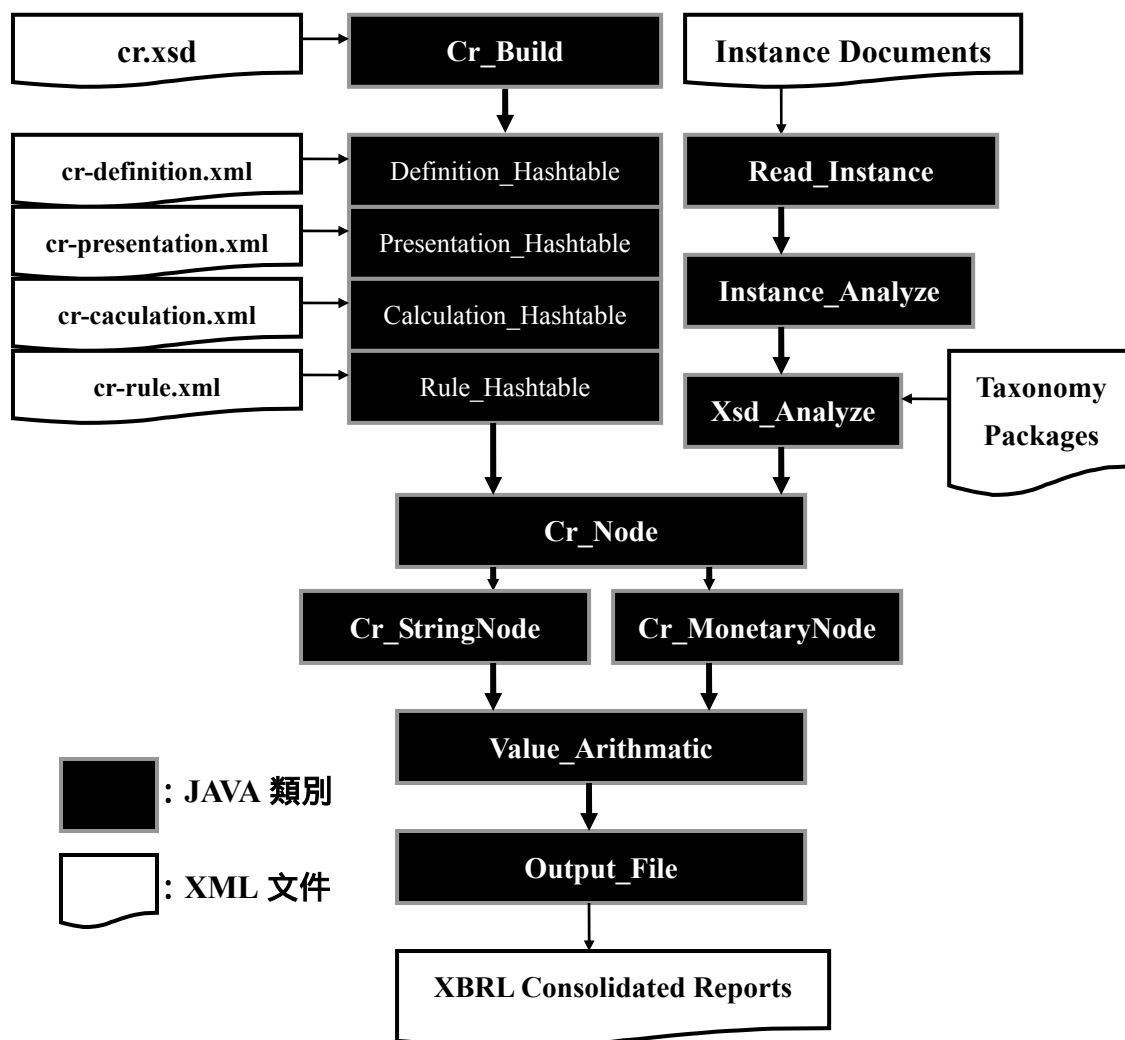 cr.xsd
Cr_Build
Instance Documents
cr-definition.xml
Definition_Hashtable
Read_Instance
cr-presentation.xml
Presentation_Hashtable
Instance_Analyze
cr-caculation.xml
Calculation_Hashtable
cr-rule.xml
Rule_Hashtable
Xsd_Analyze
Taxonomy
Packages
Cr_Node
Cr_StringNode
Cr_MonetaryNode
Value_Arithmatic
: JAVA 類別
Output_File
: XML 文件
XBRL Consolidated Reports